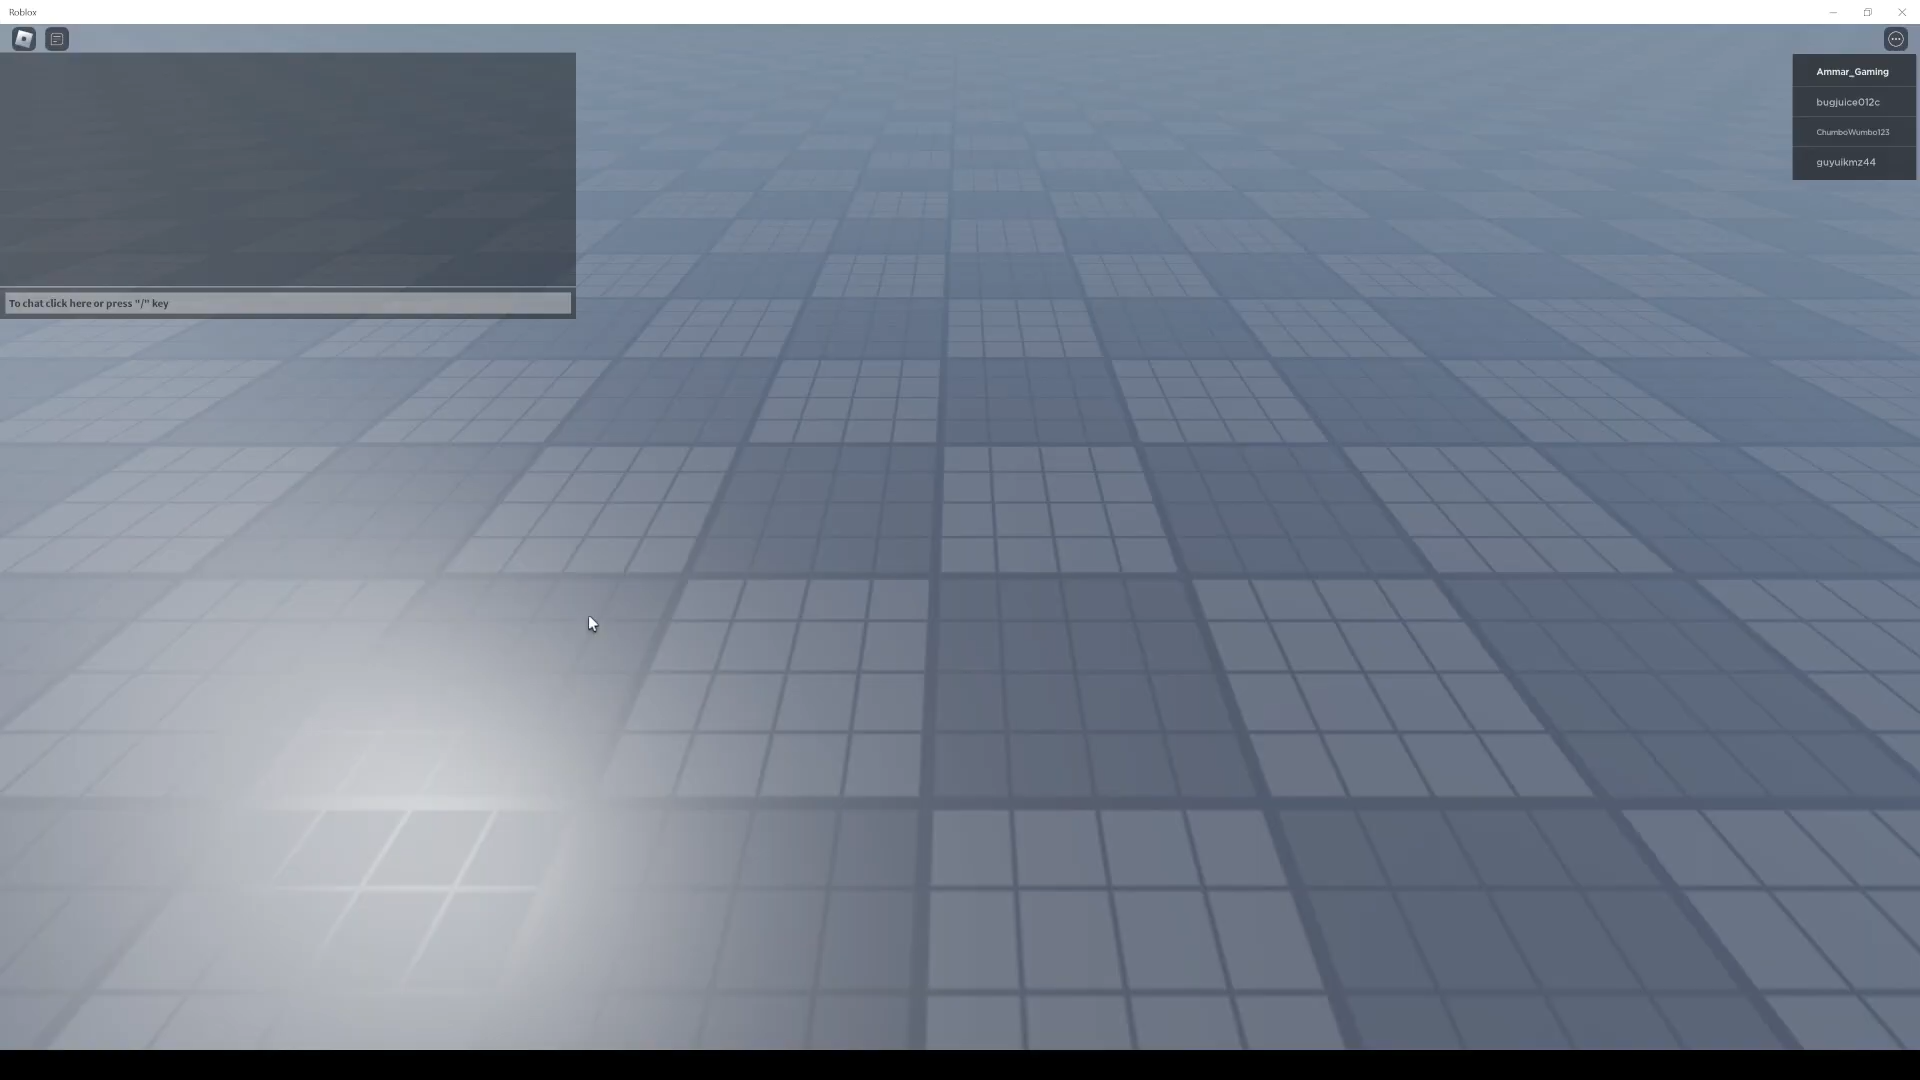 Roblox
Ammar_Gaming
bugjuice012c
ChumboWumbo123
guyuikmz44
To chat click here or press "/" key